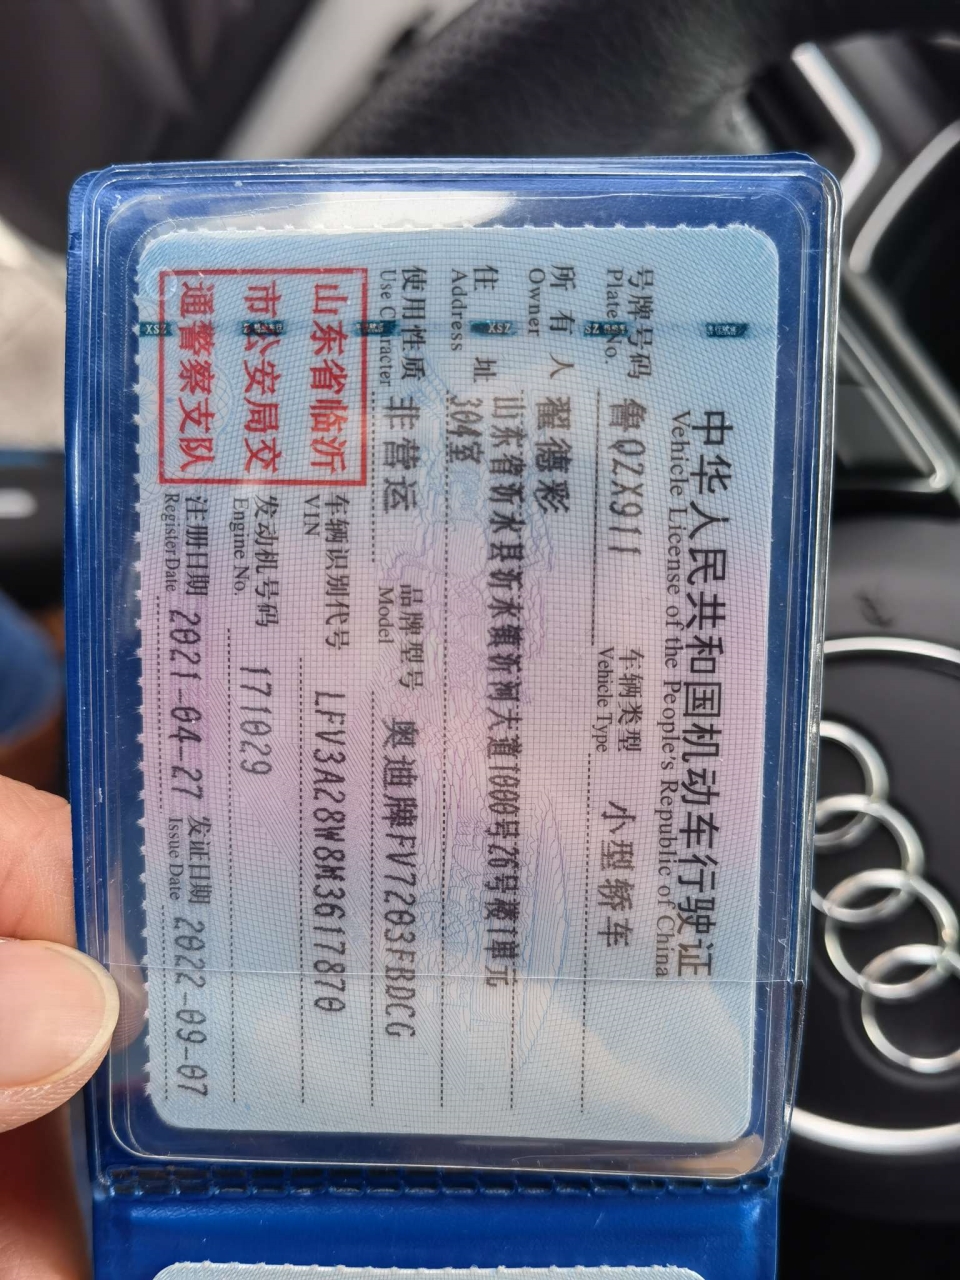 中华人民共和国机动车行驶证
Vehicle License of the People's Republic of China
号牌号码 鲁QZX911 车辆类型 小型轿车
Plate No. Vehicle Type
所有人 翟德彩
Owner
住址 山东省沂水县沂水镇沂河大道1000号26号楼1单元
Address 304室
使用性质 非营运 品牌型号 奥迪牌FV7203FBDCG
Use Character Model
山东省临沂
市公安局交
通警察支队
车辆识别代号 LFV3A28W8M3617870
VIN
发动机号码 171029
Engine No.
注册日期 2021-04-27 发证日期 2022-09-07
Register Date Issue Date
XSZ
XSZ